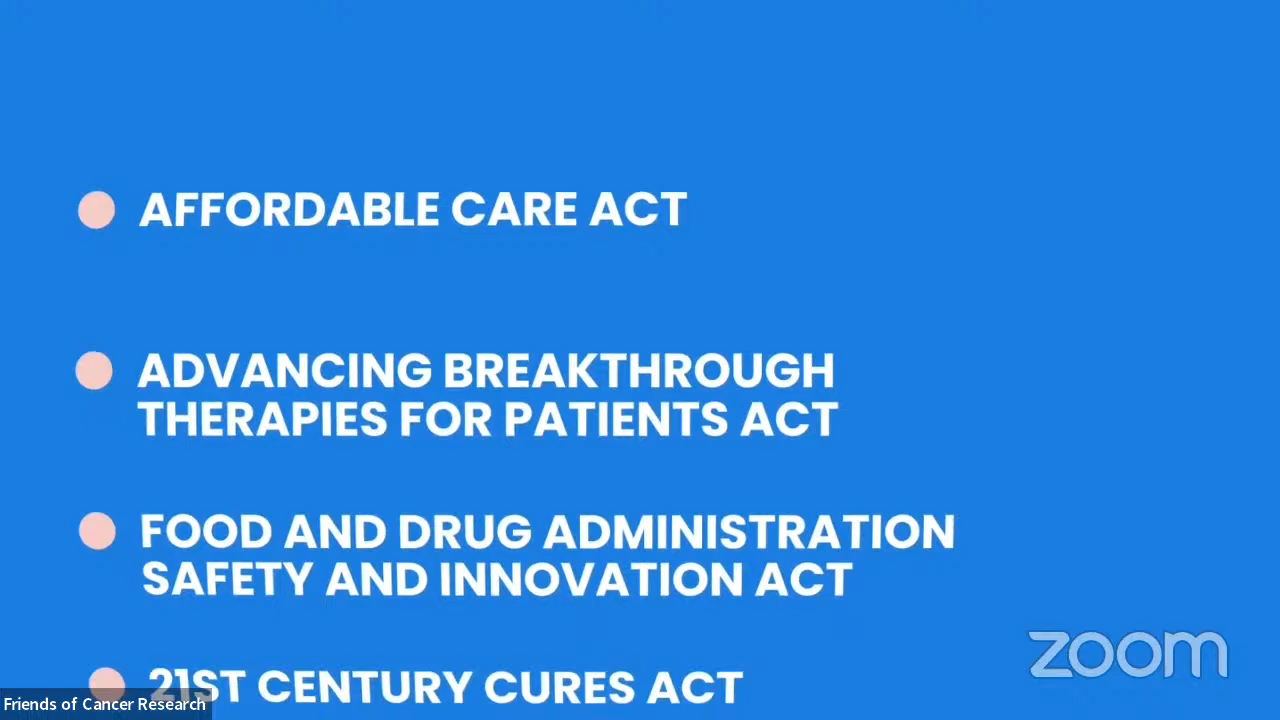 AFFORDABLE CARE ACT
ADVANCING BREAKTHROUGH
THERAPIES FOR PATIENTS ACT
FOOD AND DRUG ADMINISTRATION
SAFETY AND INNOVATION ACT
zoom
21ST CENTURY CURES ACT
Friends of Cancer Research